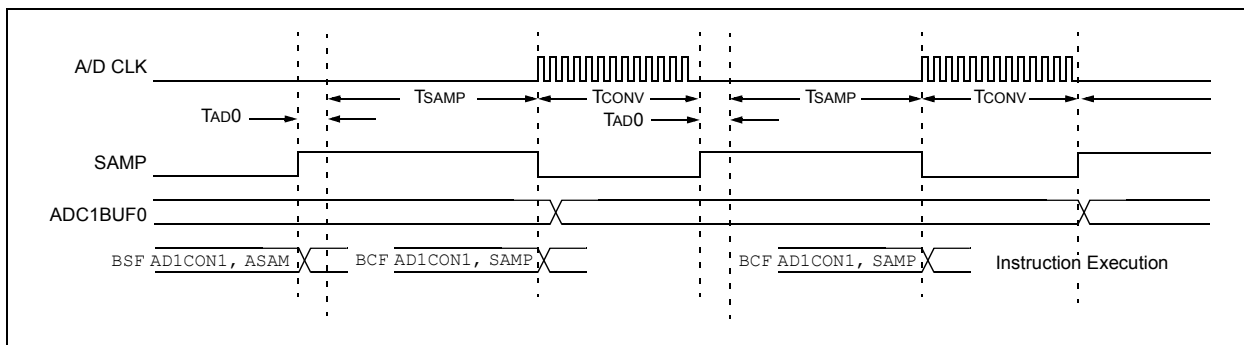 A/D CLK
TSAMP TCONV TSAMP TCONV
TAD0 TAD0
SAMP
ADC1BUF0
BSF AD1CON1, ASAM BCF AD1CON1, SAMP BCF AD1CON1, SAMP Instruction Execution